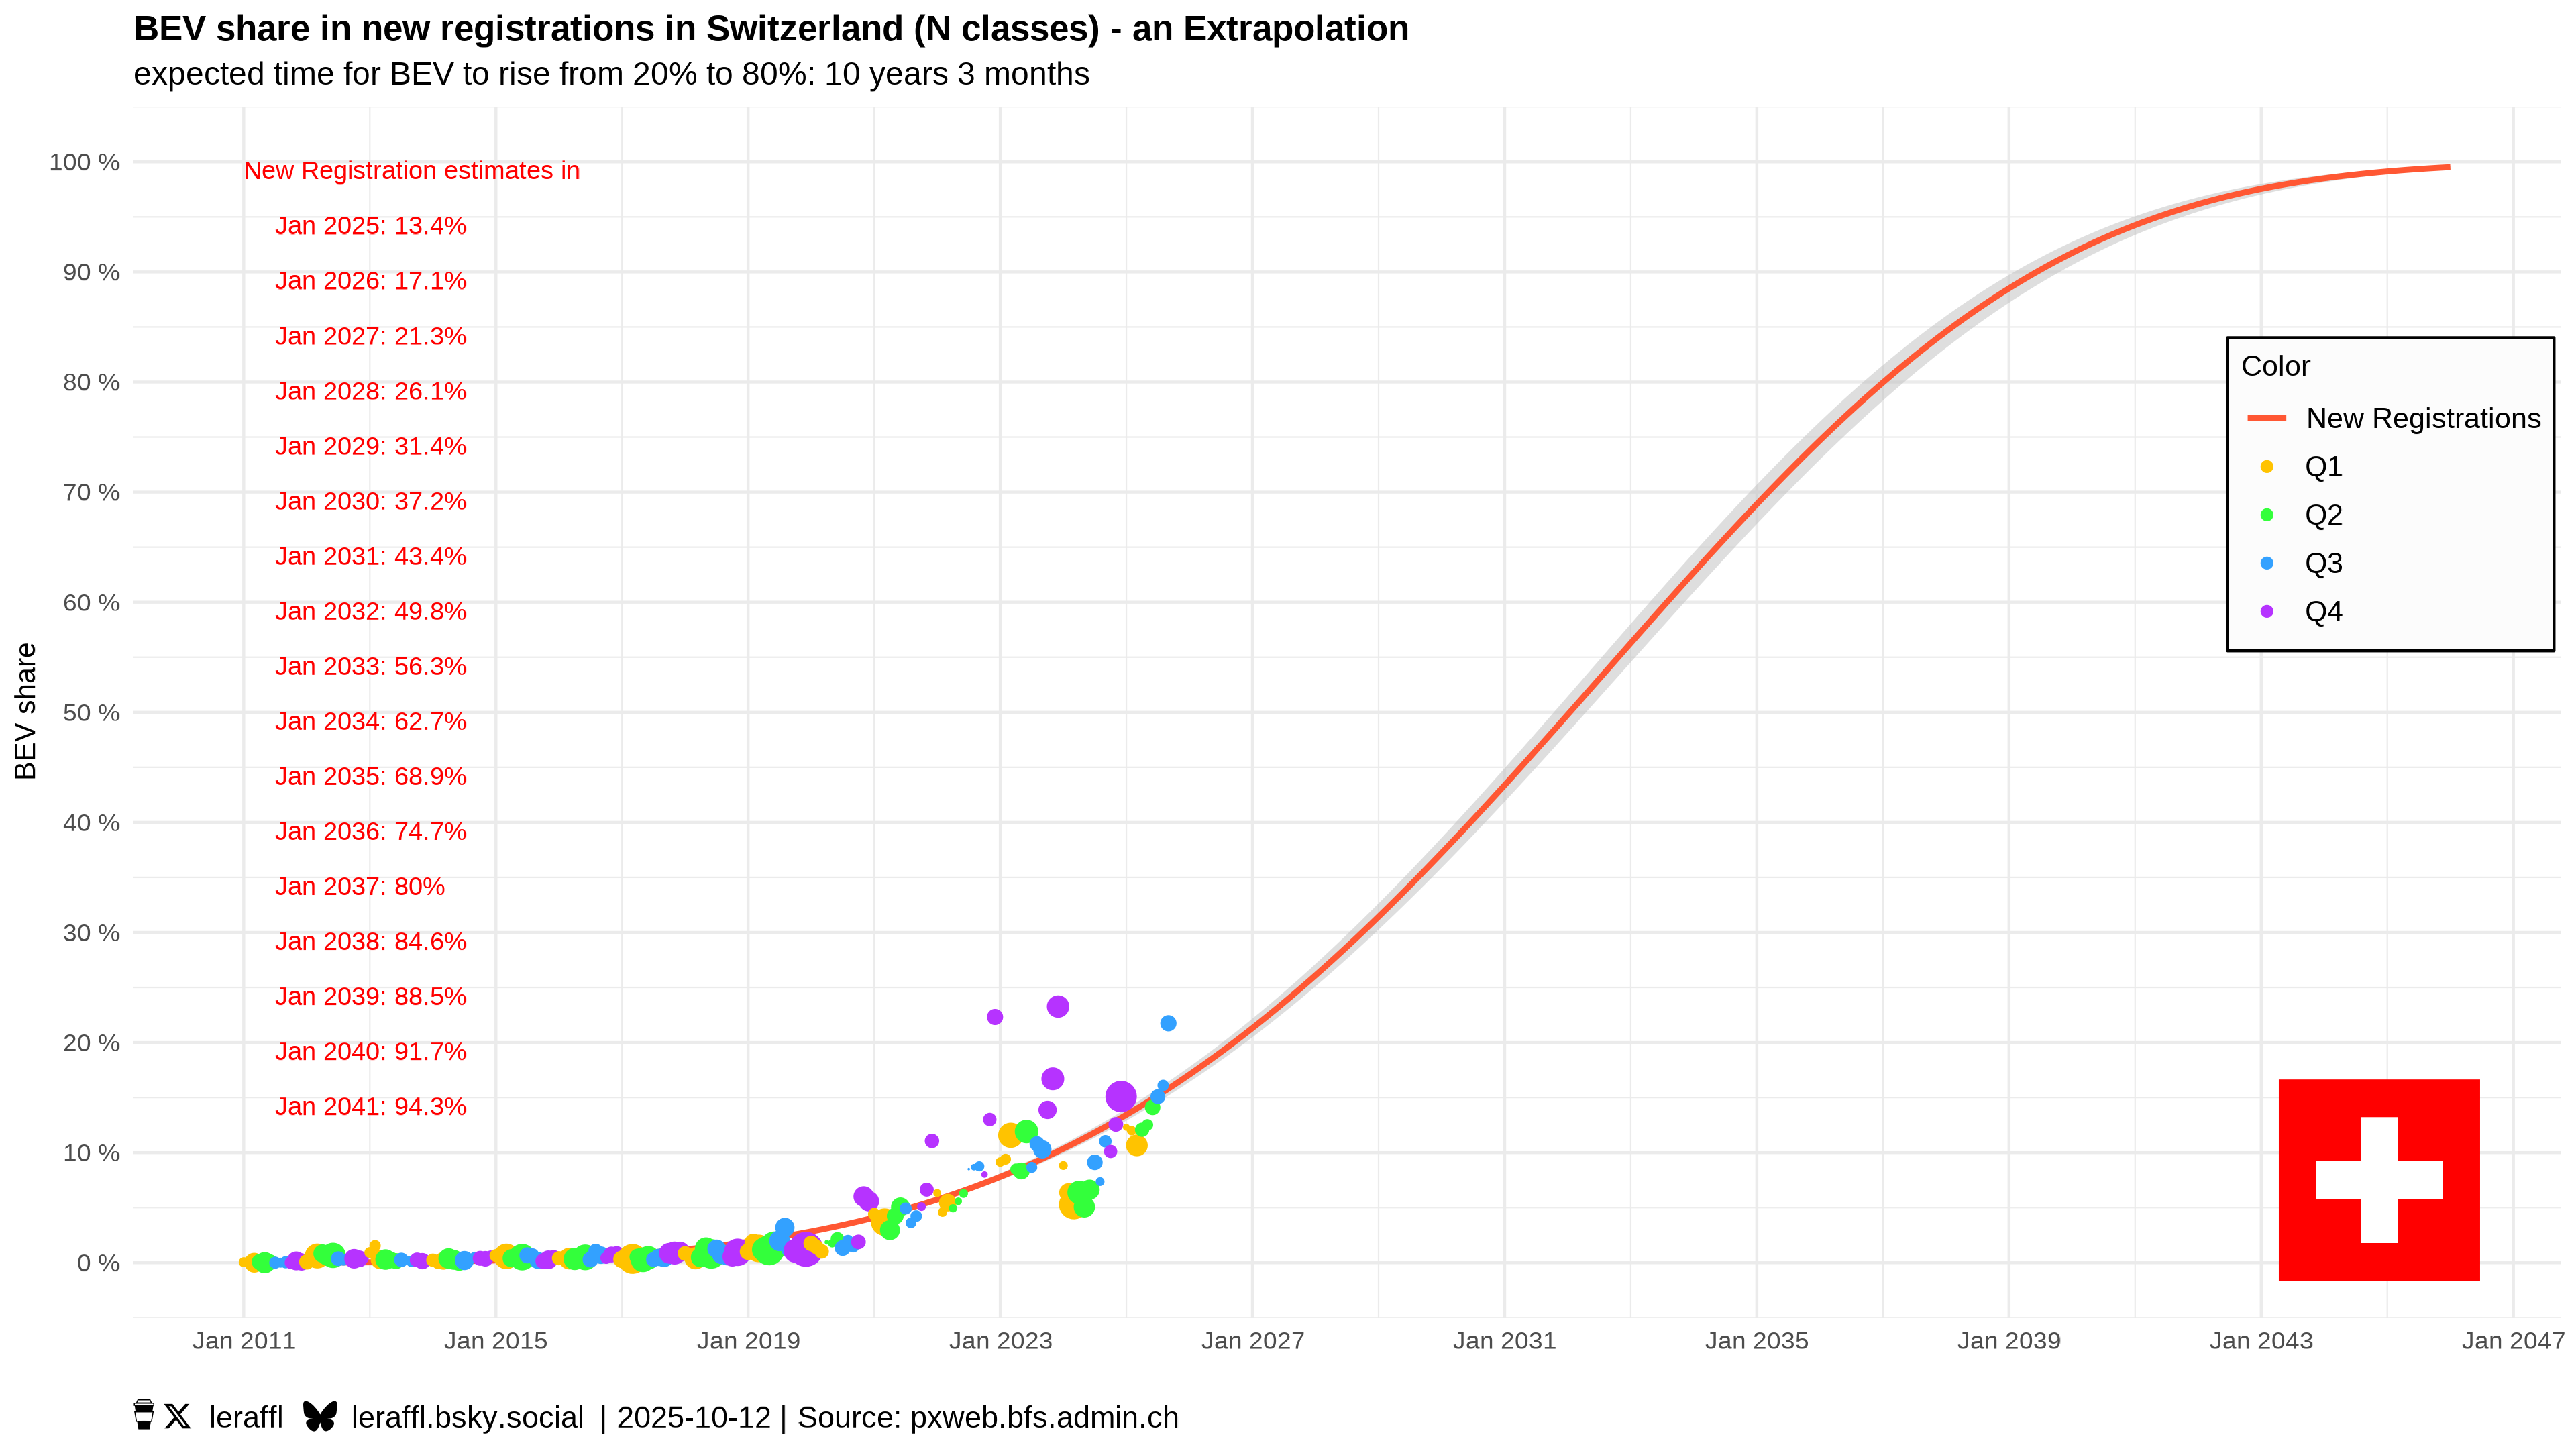 BEV share in new registrations in Switzerland (N classes) - an Extrapolation
expected time for BEV to rise from 20% to 80%: 10 years 3 months
BEV share
100 %
90 %
80 %
70 %
60 %
50 %
40 %
30 %
20 %
10 %
0 %
New Registration estimates in
Jan 2025: 13.4%
Jan 2026: 17.1%
Jan 2027: 21.3%
Jan 2028: 26.1%
Jan 2029: 31.4%
Jan 2030: 37.2%
Jan 2031: 43.4%
Jan 2032: 49.8%
Jan 2033: 56.3%
Jan 2034: 62.7%
Jan 2035: 68.9%
Jan 2036: 74.7%
Jan 2037: 80%
Jan 2038: 84.6%
Jan 2039: 88.5%
Jan 2040: 91.7%
Jan 2041: 94.3%
Color
New Registrations
Q1
Q2
Q3
Q4
Jan 2011 Jan 2015 Jan 2019 Jan 2023 Jan 2027 Jan 2031 Jan 2035 Jan 2039 Jan 2043 Jan 2047
leraffl leraffl.bsky.social | 2025-10-12 | Source: pxweb.bfs.admin.ch